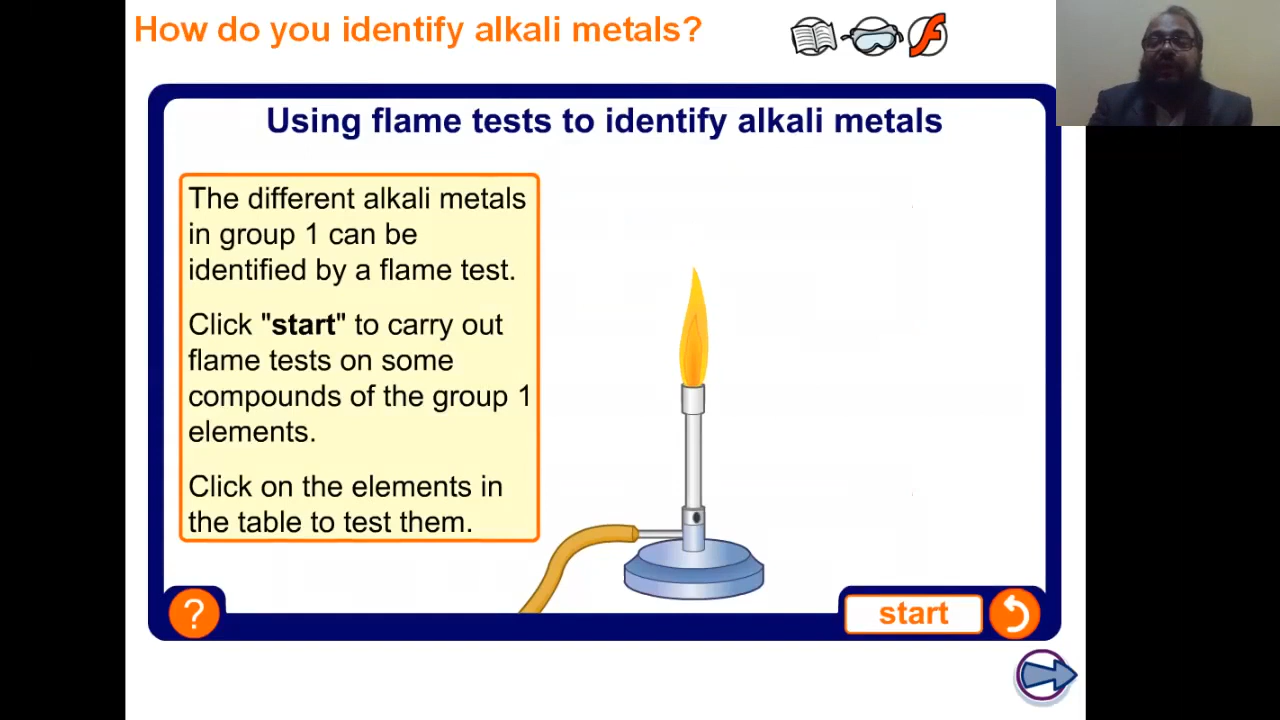 How do you identify alkali metals?
Using flame tests to identify alkali metals
The different alkali metals
in group 1 can be
identified by a flame test.
Click "start" to carry out
flame tests on some
compounds of the group 1
elements.
Click on the elements in
the table to test them.
?
start